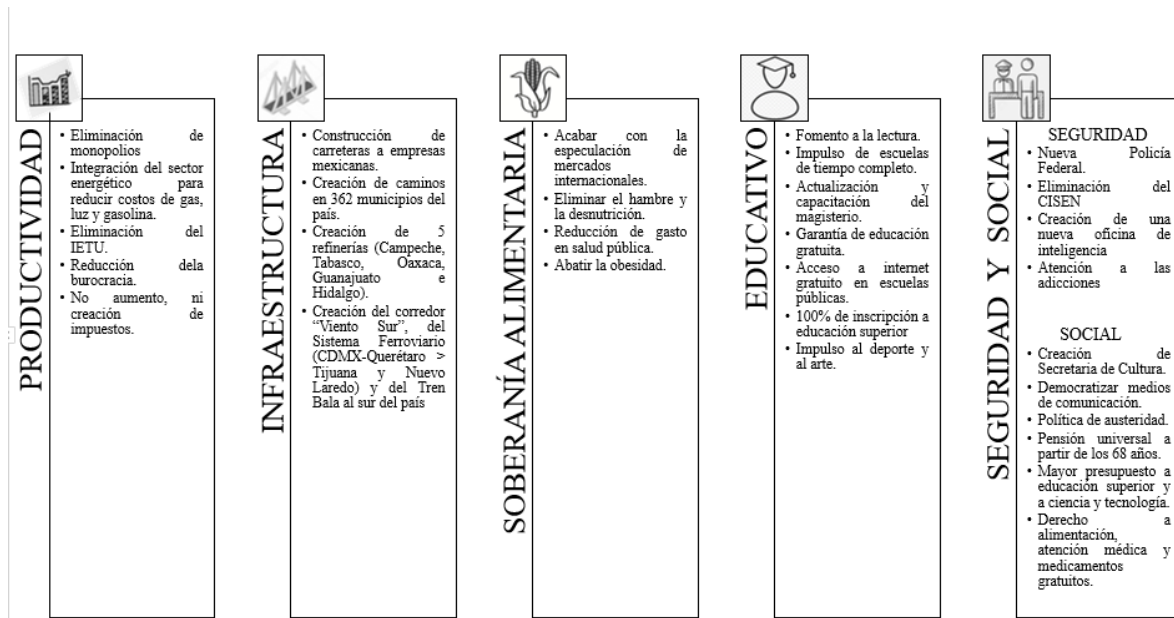 PRODUCTIVIDAD
• Eliminación de
monopolios
• Integración del sector
energético para
reducir costos de gas,
luz y gasolina.
• Eliminación del
IETU.
• Reducción dela
burocracia.
• No aumento, ni
creación de
impuestos.
INFRAESTRUCTURA
• Construcción de
carreteras a empresas
mexicanas.
• Creación de caminos
en 362 municipios del
país.
• Creación de 5
refinerías (Campeche,
Tabasco, Oaxaca,
Guanajuato e
Hidalgo).
• Creación del corredor
“Viento Sur”, del
Sistema Ferroviario
(CDMX-Querétaro >
Tijuana y Nuevo
Laredo) y del Tren
Bala al sur del país
SOBERANÍA ALIMENTARIA
• Acabar con la
especulación de
mercados
internacionales.
• Eliminar el hambre y
la desnutrición.
• Reducción de gasto
en salud pública.
• Abatir la obesidad.
EDUCATIVO
• Fomento a la lectura.
• Impulso de escuelas
de tiempo completo.
• Actualización y
capacitación del
magisterio.
• Garantía de educación
gratuita.
• Acceso a internet
gratuito en escuelas
públicas.
• 100% de inscripción a
educación superior
• Impulso al deporte y
al arte.
SEGURIDAD Y SOCIAL
SEGURIDAD
• Nueva Policía
Federal.
• Eliminación del
CISEN
• Creación de una
nueva oficina de
inteligencia
• Atención a las
adicciones
SOCIAL
• Creación de
Secretaria de Cultura.
• Democratizar medios
de comunicación.
• Política de austeridad.
• Pensión universal a
partir de los 68 años.
• Mayor presupuesto a
educación superior y
a ciencia y tecnología.
• Derecho a
alimentación,
atención médica y
medicamentos
gratuitos.